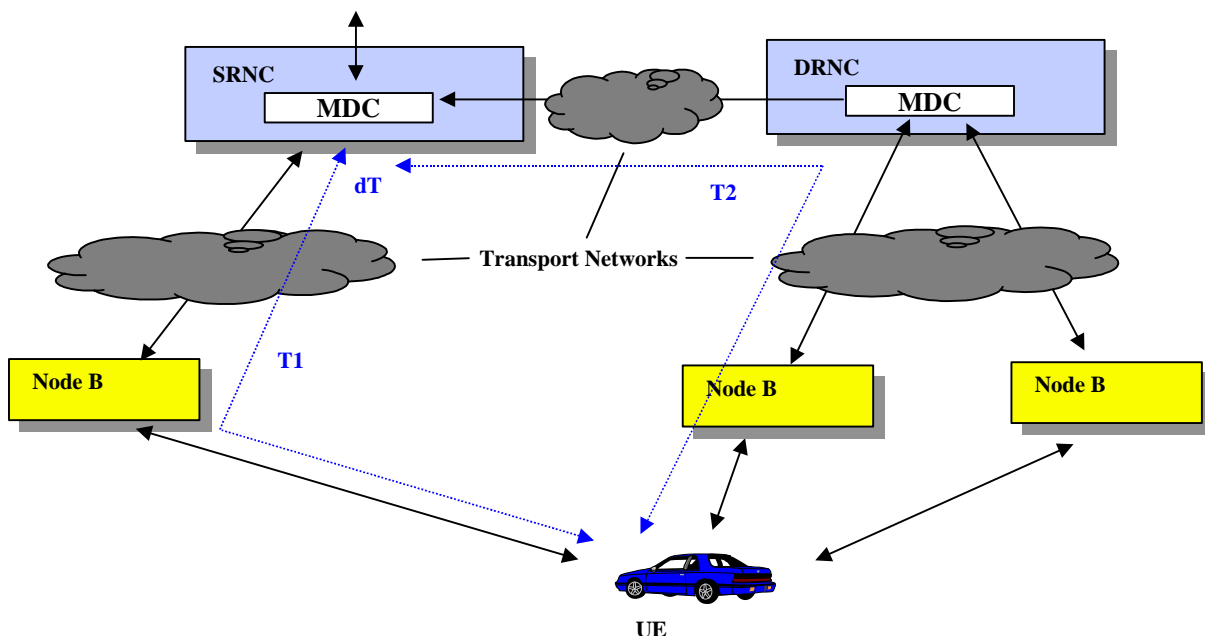 SRNC
MDC
DRNC
MDC
dT
T2
Transport Networks
T1
Node B
Node B
Node B
UE